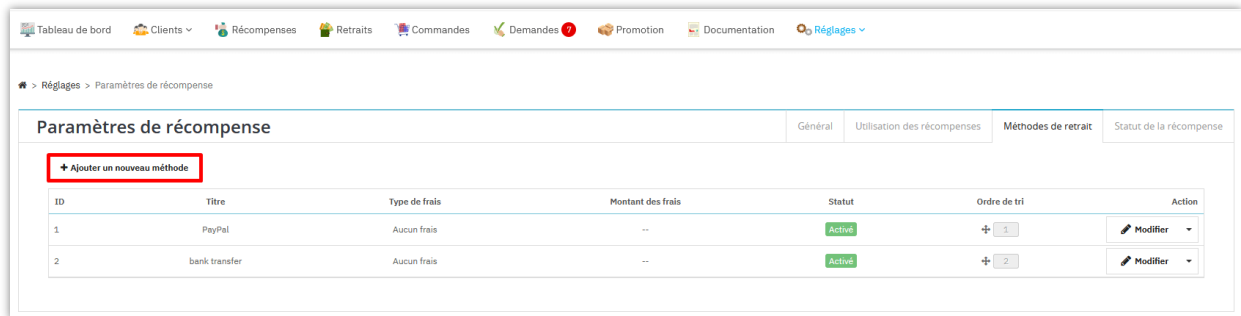 Tableau de bord Clients Récompenses Retraits Commandes Demandes 7 Promotion Documentation Réglages
> Réglages > Paramètres de récompense
Paramètres de récompense Général Utilisation des récompenses Méthodes de retrait Statut de la récompense
+ Ajouter un nouveau méthode
ID Titre Type de frais Montant des frais Statut Ordre de tri Action
1 PayPal Aucun frais -- Activé 1 Modifier
2 bank transfer Aucun frais -- Activé 2 Modifier